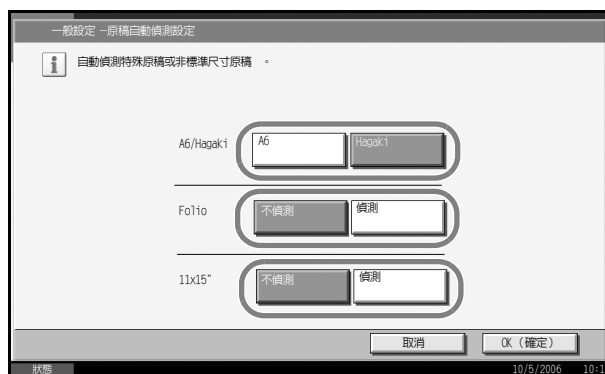 一般設定 －原稿自動偵測設定
自動偵測特殊原稿或非標準尺寸原稿 。
A6/Hagaki A6 Hagaki
Folio 不偵測 偵測
11x15" 不偵測 偵測
取消 OK（確定）
狀態 10/5/2006 10:1